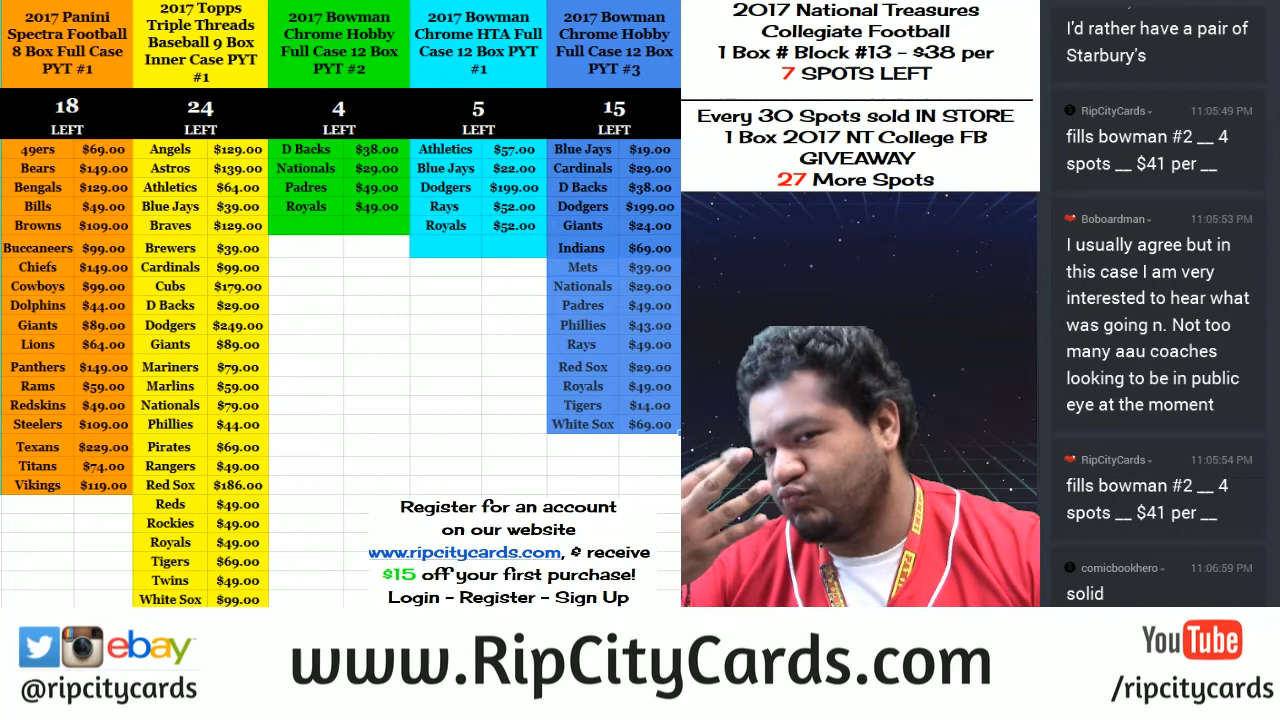 2017 Panini
Spectra Football
8 Box Full Case
PYT #1
18
LEFT
49ers $69.00
Bears $149.00
Bengals $129.00
Bills $49.00
Browns $109.00
Buccaneers $99.00
Chiefs $149.00
Cowboys $99.00
Dolphins $44.00
Giants $89.00
Lions $64.00
Panthers $149.00
Rams $59.00
Redskins $49.00
Steelers $109.00
Texans $229.00
Titans $74.00
Vikings $119.00
2017 Topps
Triple Threads
Baseball 9 Box
Inner Case PYT
#1
24
LEFT
Angels $129.00
Astros $139.00
Athletics $64.00
Blue Jays $39.00
Braves $129.00
Brewers $39.00
Cardinals $99.00
Cubs $179.00
D Backs $29.00
Dodgers $249.00
Giants $89.00
Mariners $79.00
Marlins $59.00
Nationals $79.00
Phillies $44.00
Pirates $69.00
Rangers $49.00
Red Sox $186.00
Reds $49.00
Rockies $49.00
Royals $49.00
Tigers $69.00
Twins $49.00
White Sox $99.00
2017 Bowman
Chrome Hobby
Full Case 12 Box
PYT #2
4
LEFT
D Backs $38.00
Nationals $29.00
Padres $49.00
Royals $49.00
2017 Bowman
Chrome HTA Full
Case 12 Box PYT
#1
5
LEFT
Athletics $57.00
Blue Jays $22.00
Dodgers $199.00
Rays $52.00
Royals $52.00
2017 Bowman
Chrome Hobby
Full Case 12 Box
PYT #3
15
LEFT
Blue Jays $19.00
Cardinals $29.00
D Backs $38.00
Dodgers $199.00
Giants $24.00
Indians $69.00
Mets $39.00
Nationals $29.00
Padres $49.00
Phillies $43.00
Rays $49.00
Red Sox $29.00
Royals $49.00
Tigers $14.00
White Sox $69.00
Register for an account
on our website
www.ripcitycards.com, & receive
$15 off your first purchase!
Login - Register - Sign Up
2017 National Treasures
Collegiate Football
1 Box # Block #13 - $38 per
7 SPOTS LEFT
Every 30 Spots sold IN STORE
1 Box 2017 NT College FB
GIVEAWAY
27 More Spots
I'd rather have a pair of
Starbury's
RipCityCards 11:05:49 PM
fills bowman #2 __ 4
spots __ $41 per __
Boboardman 11:05:53 PM
I usually agree but in
this case I am very
interested to hear what
was going n. Not too
many aau coaches
looking to be in public
eye at the moment
RipCityCards 11:05:54 PM
fills bowman #2 __ 4
spots __ $41 per __
comicbookhero 11:06:59 PM
solid
ebay
@ripcitycards
www.RipCityCards.com
YouTube
/ripcitycards